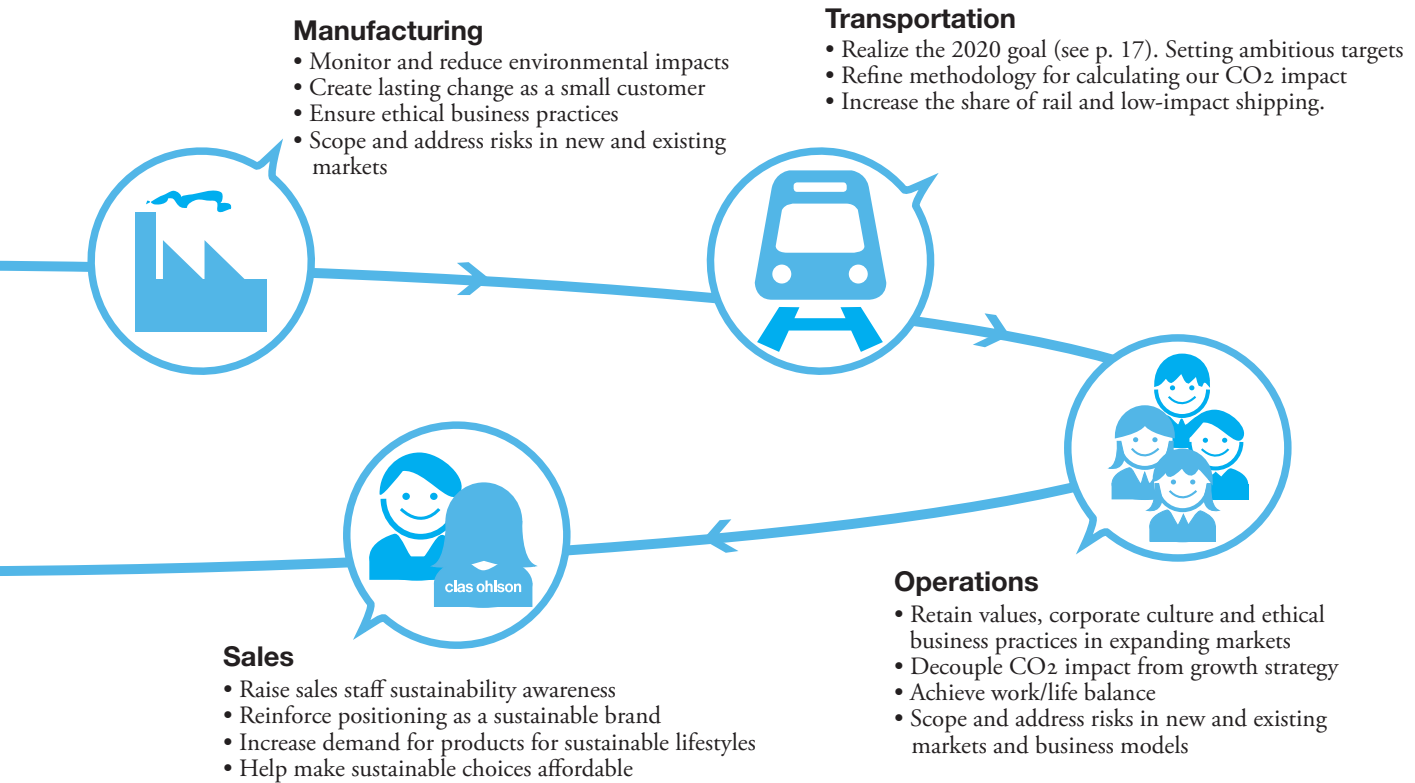 Manufacturing
• Monitor and reduce environmental impacts
• Create lasting change as a small customer
• Ensure ethical business practices
• Scope and address risks in new and existing
markets
Transportation
• Realize the 2020 goal (see p. 17). Setting ambitious targets
• Refine methodology for calculating our CO2 impact
• Increase the share of rail and low-impact shipping.
clas ohlson
Operations
• Retain values, corporate culture and ethical
business practices in expanding markets
• Decouple CO2 impact from growth strategy
• Achieve work/life balance
• Scope and address risks in new and existing
markets and business models
Sales
• Raise sales staff sustainability awareness
• Reinforce positioning as a sustainable brand
• Increase demand for products for sustainable lifestyles
• Help make sustainable choices affordable